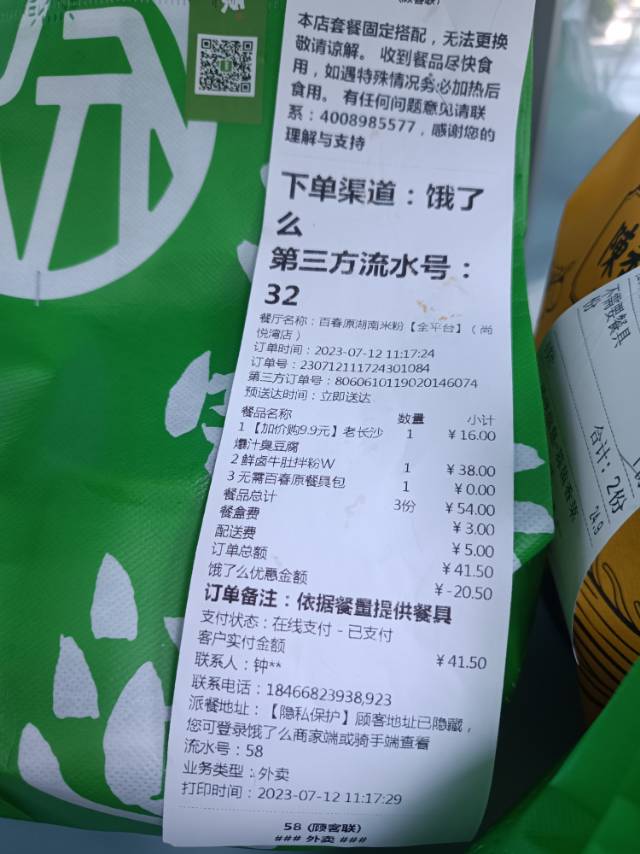 本店套餐固定搭配，无法更换
敬请谅解。 收到餐品尽快食
用，如遇特殊情况务必加热后
食用。 有任何问题意见请联
系：4008985577，感谢您的
理解与支持
下单渠道：饿了
么
第三方流水号：
32
餐厅名称：百春原湖南米粉【全平台】（尚
悦湾店）
订单时间：2023-07-12 11:17:24
订单号：230712111724301084
第三方订单号：8060610119020146074
预送达时间：立即送达
餐品名称 数量 小计
1 【加价购9.9元】老长沙 1 ￥16.00
爆汁臭豆腐
2 鲜卤牛肚拌粉W 1 ￥38.00
3 无需百春原餐具包 1 ￥0.00
餐品总计 3份 ￥54.00
餐盒费 ￥3.00
配送费 ￥5.00
订单总额 ￥41.50
饿了么优惠金额 ￥-20.50
订单备注：依据餐量提供餐具
支付状态：在线支付 - 已支付
客户实付金额 ￥41.50
联系人：钟**
联系电话：18466823938,923
派餐地址：【隐私保护】顾客地址已隐藏，
您可登录饿了么商家端或骑手端查看
流水号：58
业务类型：外卖
打印时间：2023-07-12 11:17:29
58 (顾客联)
### 外卖 ###
不需要餐具
合计：2份
24.9